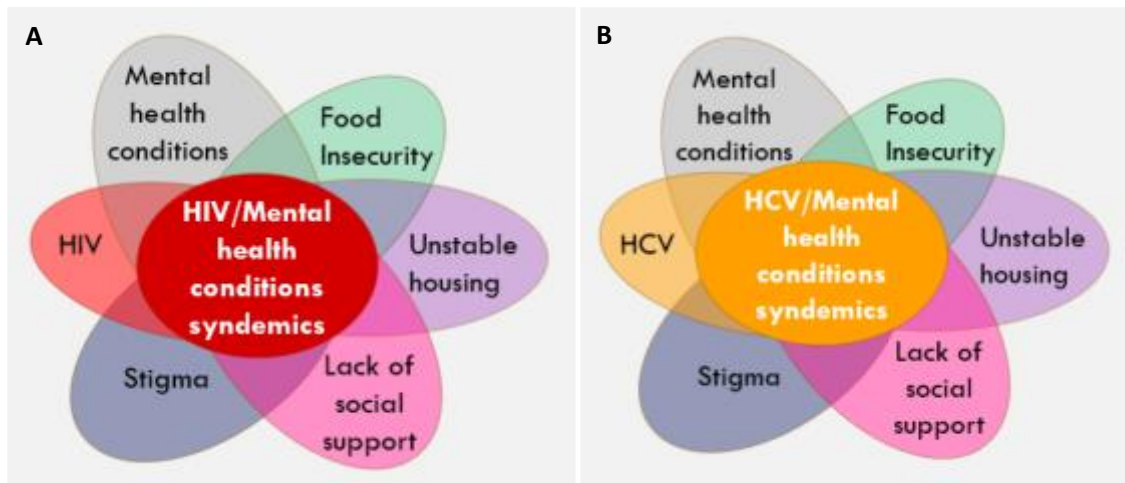 A
Mental
health
conditions
Food
Insecurity
HIV
HIV/Mental
health
conditions
syndemics
Unstable
housing
Stigma
Lack of
social
support
B
Mental
health
conditions
Food
Insecurity
HCV
HCV/Mental
health
conditions
syndemics
Unstable
housing
Stigma
Lack of
social
support